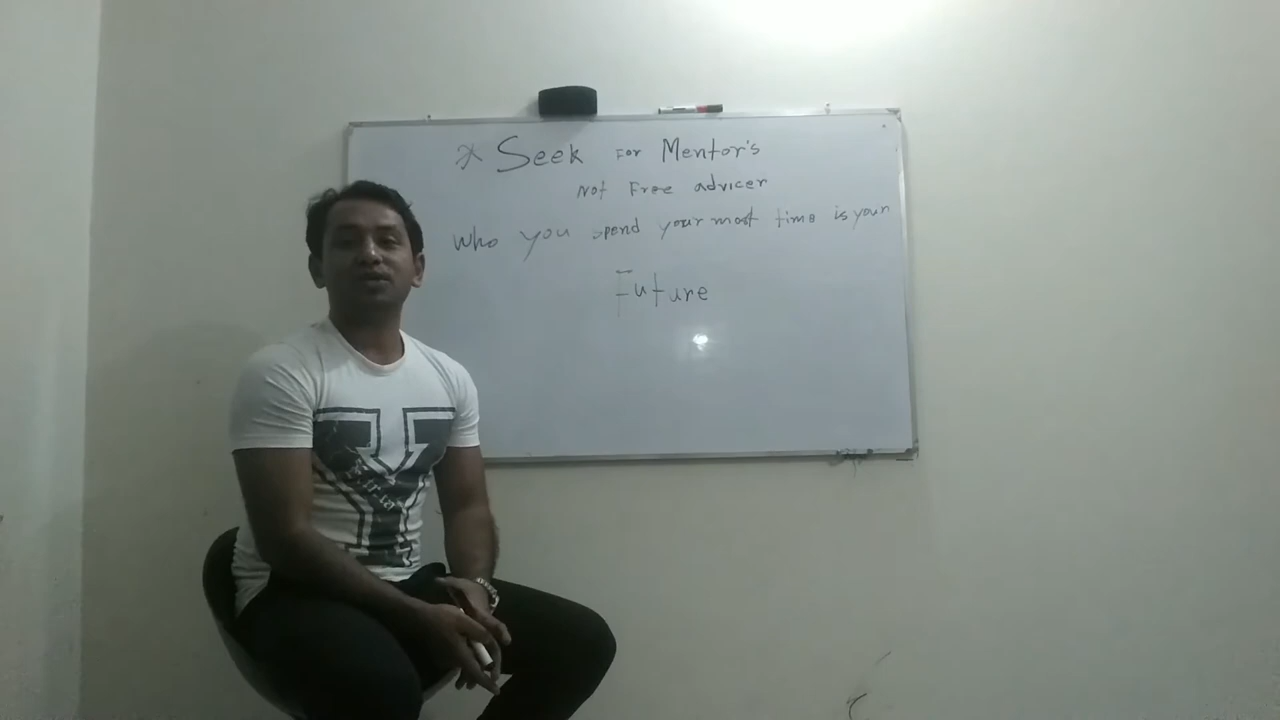 * Seek For Mentor's
Not Free advicer
Who you spend your most time is your
Future
Y